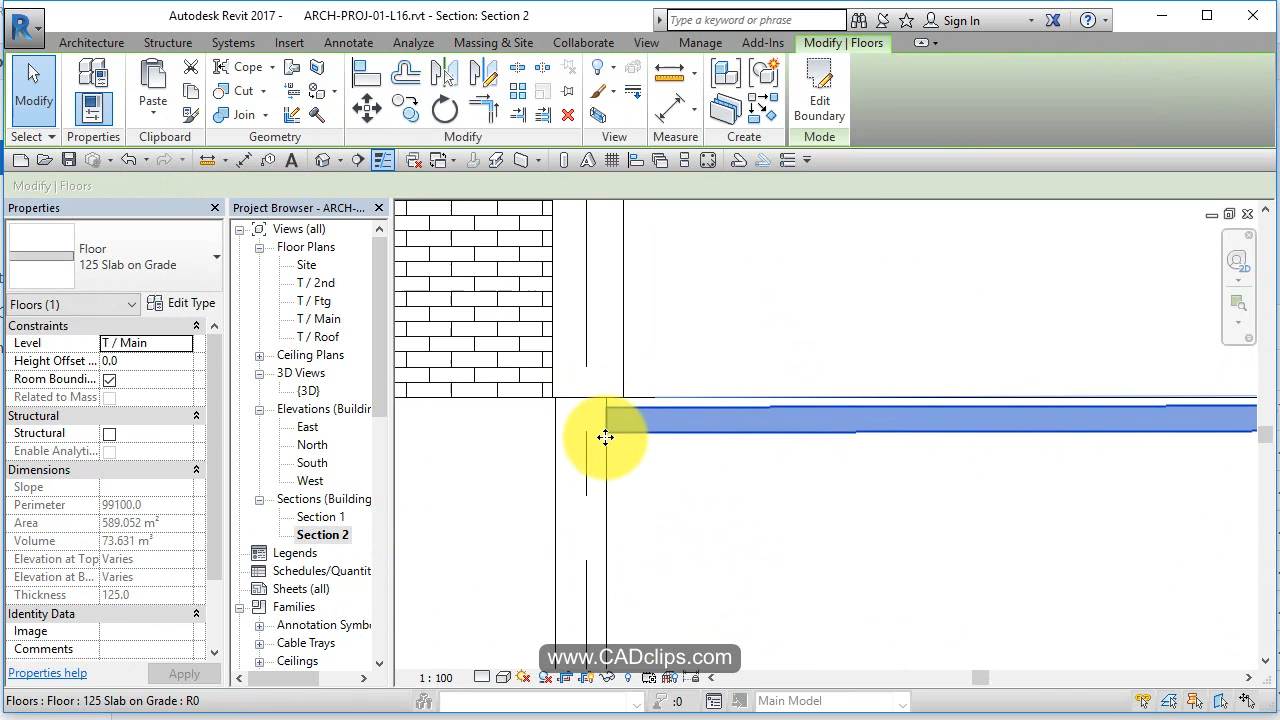 Autodesk Revit 2017 - ARCH-PROJ-01-L16.rvt - Section: Section 2
Type a keyword or phrase
Sign In
Architecture Structure Systems Insert Annotate Analyze Massing & Site Collaborate View Manage Add-Ins Modify | Floors
Modify
Paste
Cope
Cut
Join
Edit
Boundary
Select Properties Clipboard Geometry Modify View Measure Create Mode
Modify | Floors
Properties
Floor
125 Slab on Grade
Floors (1)
Edit Type
Constraints
Level T / Main
Height Offset ... 0.0
Room Boundi...
Related to Mass
Structural
Structural
Enable Analyti...
Dimensions
Slope
Perimeter 99100.0
Area 589.052 m²
Volume 73.631 m³
Elevation at Top Varies
Elevation at B... Varies
Thickness 125.0
Identity Data
Image
Comments
Properties help
Apply
Project Browser - ARCH-...
Views (all)
Floor Plans
Site
T / 2nd
T / Ftg
T / Main
T / Roof
Ceiling Plans
3D Views
{3D}
Elevations (Buildin
East
North
South
West
Sections (Building
Section 1
Section 2
Legends
Schedules/Quantit
Sheets (all)
Families
Annotation Symbo
Cable Trays
Ceilings
2D
www.CADclips.com
1 : 100
Floors : Floor : 125 Slab on Grade : R0
:0
Main Model